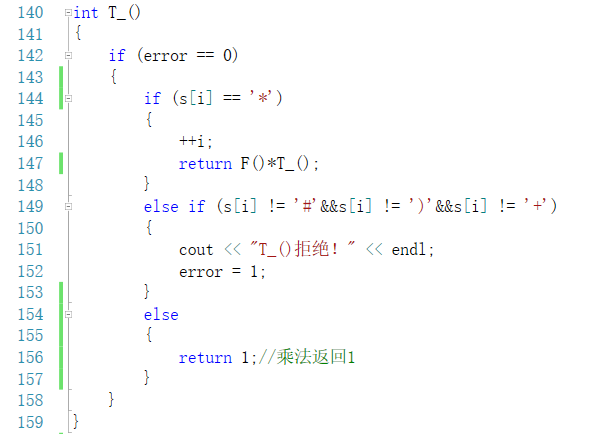 140 int T_()
141 {
142     if (error == 0)
143     {
144         if (s[i] == '*')
145         {
146             ++i;
147             return F()*T_();
148         }
149         else if (s[i] != '#'&&s[i] != ')'&&s[i] != '+')
150         {
151             cout << "T_()拒绝！" << endl;
152             error = 1;
153         }
154         else
155         {
156             return 1;//乘法返回1
157         }
158     }
159 }